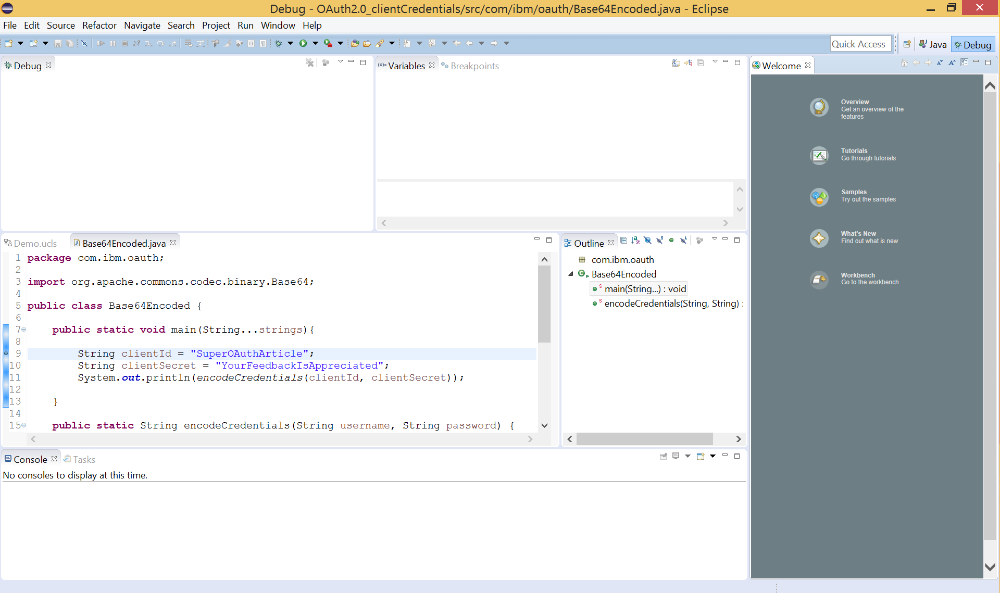 Debug - OAuth2.0_clientCredentials/src/com/ibm/oauth/Base64Encoded.java - Eclipse
File Edit Source Refactor Navigate Search Project Run Window Help
Quick Access
Java
Debug
Debug
(x)= Variables
Breakpoints
Welcome
Overview
Get an overview of the
features
Tutorials
Go through tutorials
Samples
Try out the samples
What's New
Find out what is new
Workbench
Go to the workbench
Demo.ucls
Base64Encoded.java
1 package com.ibm.oauth;
2
3 import org.apache.commons.codec.binary.Base64;
4
5 public class Base64Encoded {
6
7 public static void main(String...strings){
8
9 String clientId = "SuperOAuthArticle";
10 String clientSecret = "YourFeedbackIsAppreciated";
11 System.out.println(encodeCredentials(clientId, clientSecret));
12
13 }
14
15 public static String encodeCredentials(String username, String password) {
Outline
com.ibm.oauth
Base64Encoded
main(String...) : void
encodeCredentials(String, String) :
Console
Tasks
No consoles to display at this time.